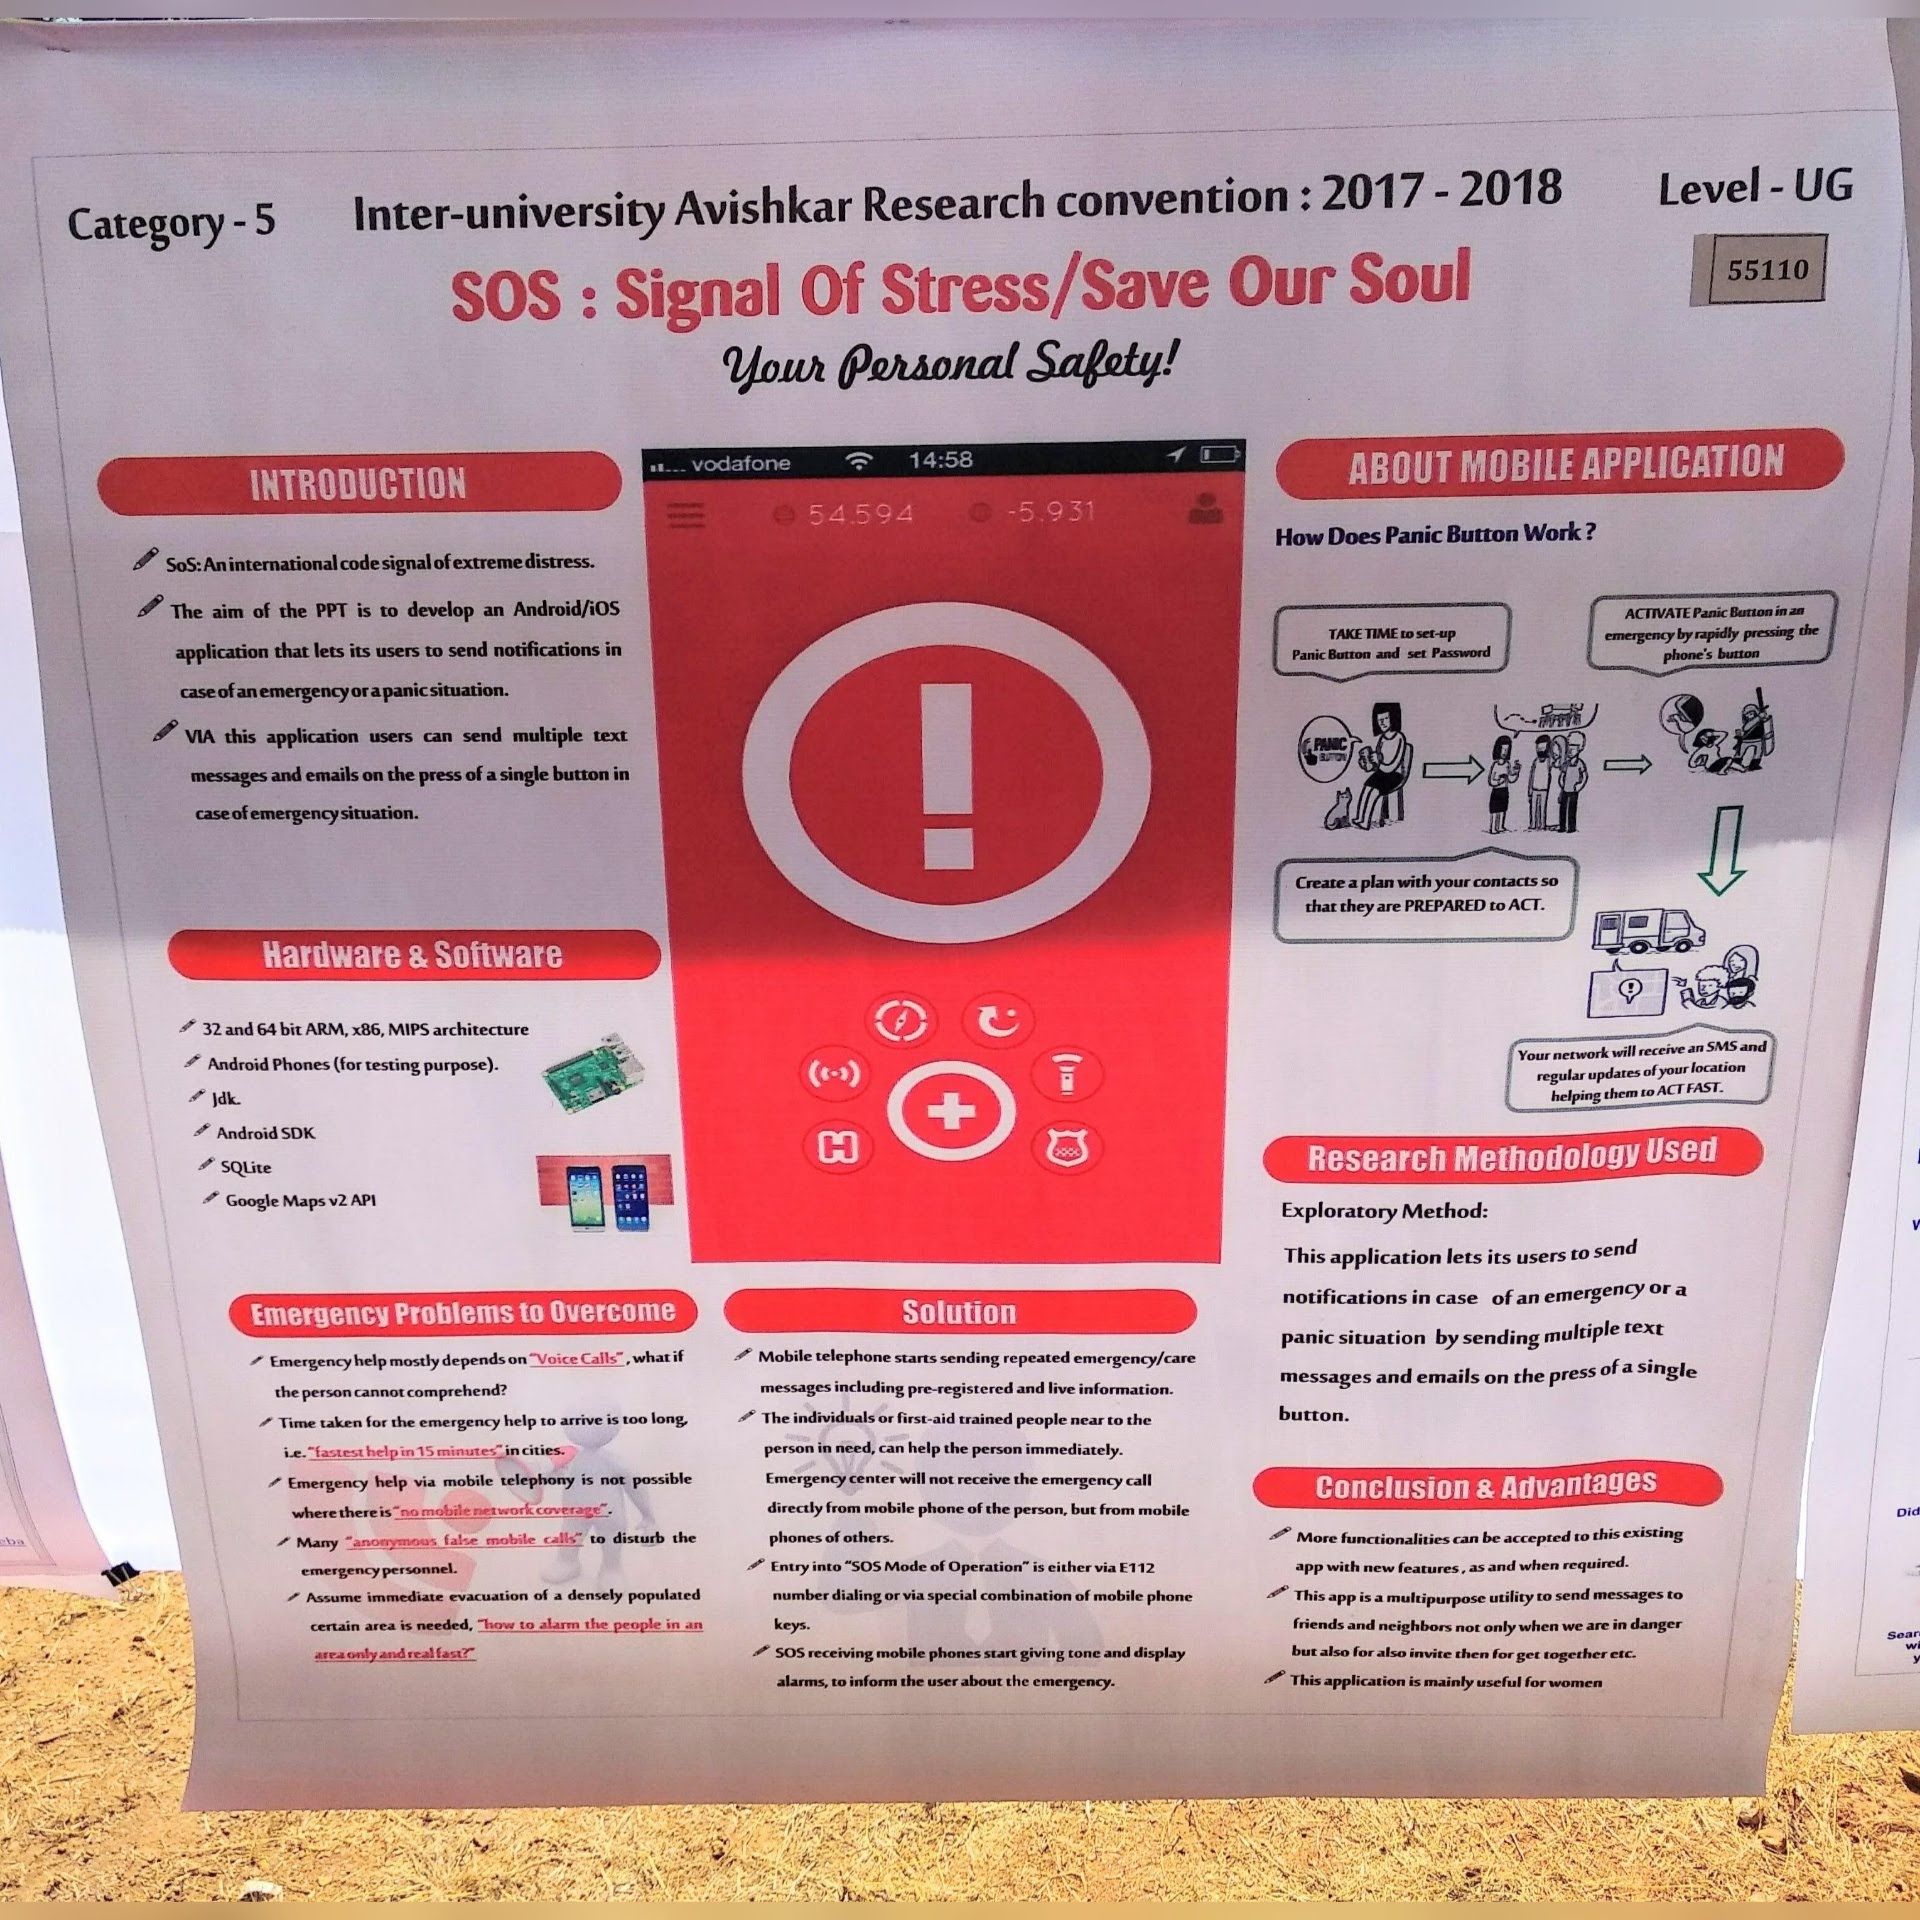 Category - 5
Inter-university Avishkar Research convention : 2017 - 2018
Level - UG
55110
SOS : Signal Of Stress/Save Our Soul
Your Personal Safety!
INTRODUCTION
SoS: An international code signal of extreme distress.
The aim of the PPT is to develop an Android/iOS
application that lets its users to send notifications in
case of an emergency or a panic situation.
VIA this application users can send multiple text
messages and emails on the press of a single button in
case of emergency situation.
Hardware & Software
32 and 64 bit ARM, x86, MIPS architecture
Android Phones (for testing purpose).
Jdk.
Android SDK
SQLite
Google Maps v2 API
vodafone 14:58
54.594 -5.931
!
H
ABOUT MOBILE APPLICATION
How Does Panic Button Work ?
TAKE TIME to set-up
Panic Button and set Password
ACTIVATE Panic Button in an
emergency by rapidly pressing the
phone's button
PANIC
BUTTON
Create a plan with your contacts so
that they are PREPARED to ACT.
Your network will receive an SMS and
regular updates of your location
helping them to ACT FAST.
Research Methodology Used
Exploratory Method:
This application lets its users to send
notifications in case of an emergency or a
panic situation by sending multiple text
messages and emails on the press of a single
button.
Emergency Problems to Overcome
Emergency help mostly depends on "Voice Calls" , what if
the person cannot comprehend?
Time taken for the emergency help to arrive is too long,
i.e. "fastest help in 15 minutes" in cities.
Emergency help via mobile telephony is not possible
where there is "no mobile network coverage".
Many "anonymous false mobile calls" to disturb the
emergency personnel.
Assume immediate evacuation of a densely populated
certain area is needed, "how to alarm the people in an
area only and real fast?"
Solution
Mobile telephone starts sending repeated emergency/care
messages including pre-registered and live information.
The individuals or first-aid trained people near to the
person in need, can help the person immediately.
Emergency center will not receive the emergency call
directly from mobile phone of the person, but from mobile
phones of others.
Entry into "SOS Mode of Operation" is either via E112
number dialing or via special combination of mobile phone
keys.
SOS receiving mobile phones start giving tone and display
alarms, to inform the user about the emergency.
Conclusion & Advantages
More functionalities can be accepted to this existing
app with new features , as and when required.
This app is a multipurpose utility to send messages to
friends and neighbors not only when we are in danger
but also for also invite then for get together etc.
This application is mainly useful for women